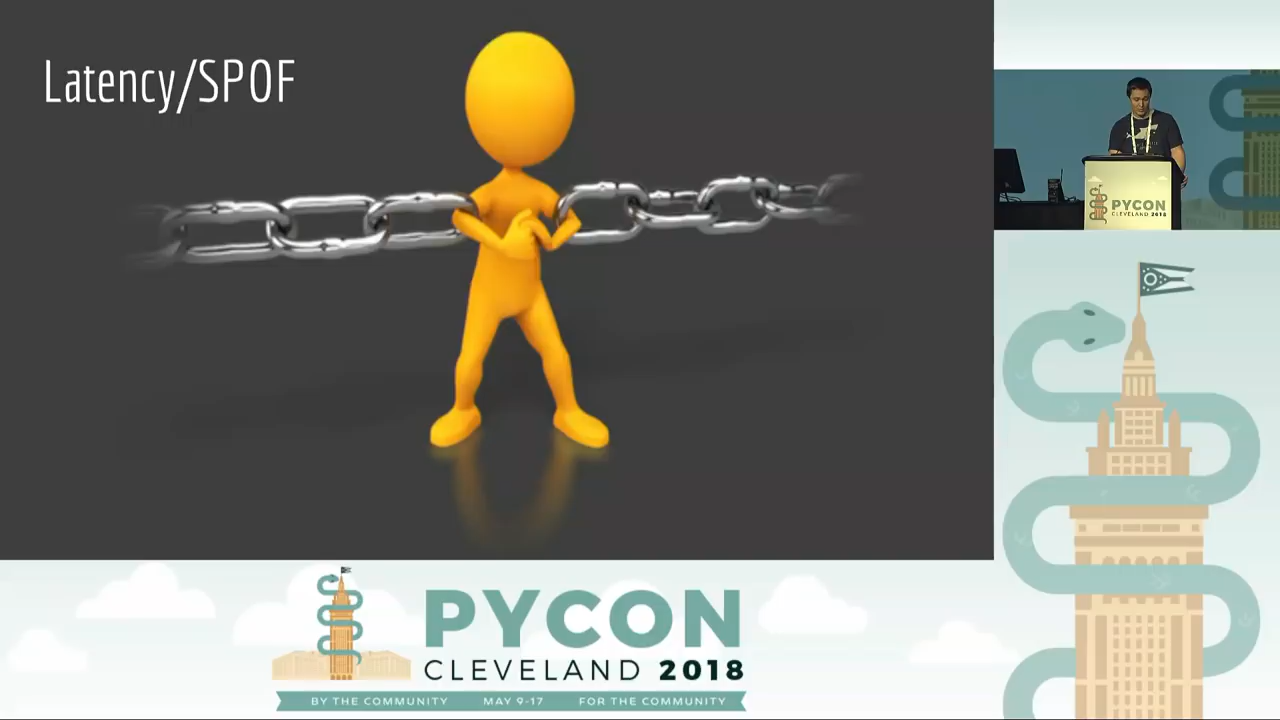 Latency/SPOF
PYCON
CLEVELAND 2018
PYCON
CLEVELAND 2018
BY THE COMMUNITY MAY 9-17 FOR THE COMMUNITY